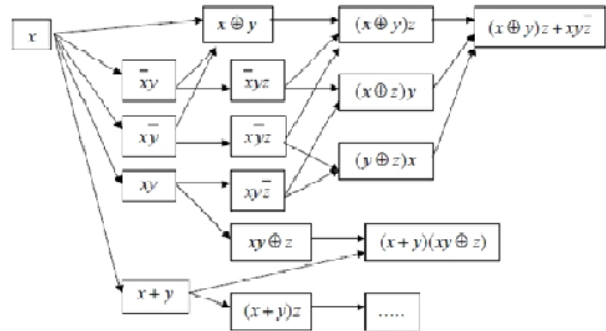 x
x ⊕ y
(x ⊕ y)z
(x ⊕ y)z + xyz̄
x̄y
x̄yz
(x ⊕ z)y
xȳ
xȳz
(y ⊕ z)x
xy
xyz̄
xy ⊕ z
(x + y)(xy ⊕ z)
x + y
(x + y)z
.....